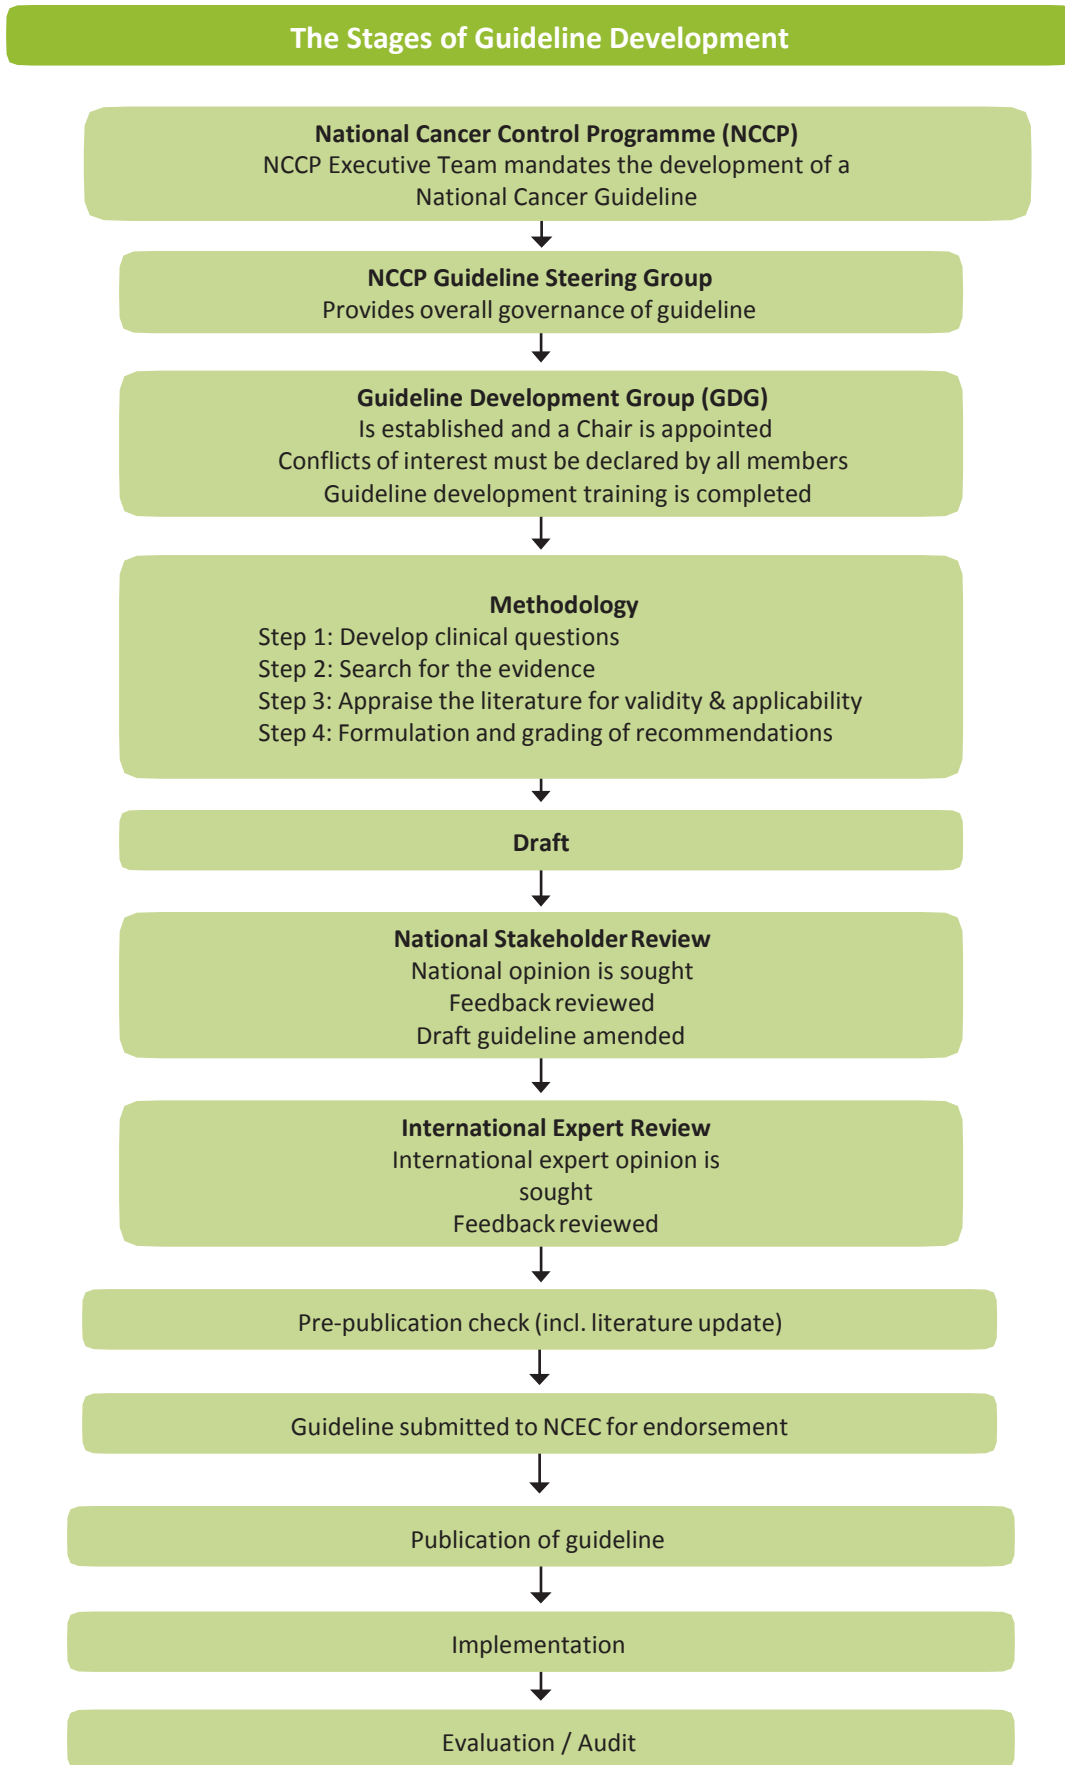 The Stages of Guideline Development
National Cancer Control Programme (NCCP)
NCCP Executive Team mandates the development of a
National Cancer Guideline
NCCP Guideline Steering Group
Provides overall governance of guideline
Guideline Development Group (GDG)
Is established and a Chair is appointed
Conflicts of interest must be declared by all members
Guideline development training is completed
Methodology
Step 1: Develop clinical questions
Step 2: Search for the evidence
Step 3: Appraise the literature for validity & applicability
Step 4: Formulation and grading of recommendations
Draft
National Stakeholder Review
National opinion is sought
Feedback reviewed
Draft guideline amended
International Expert Review
International expert opinion is
sought
Feedback reviewed
Pre-publication check (incl. literature update)
Guideline submitted to NCEC for endorsement
Publication of guideline
Implementation
Evaluation / Audit